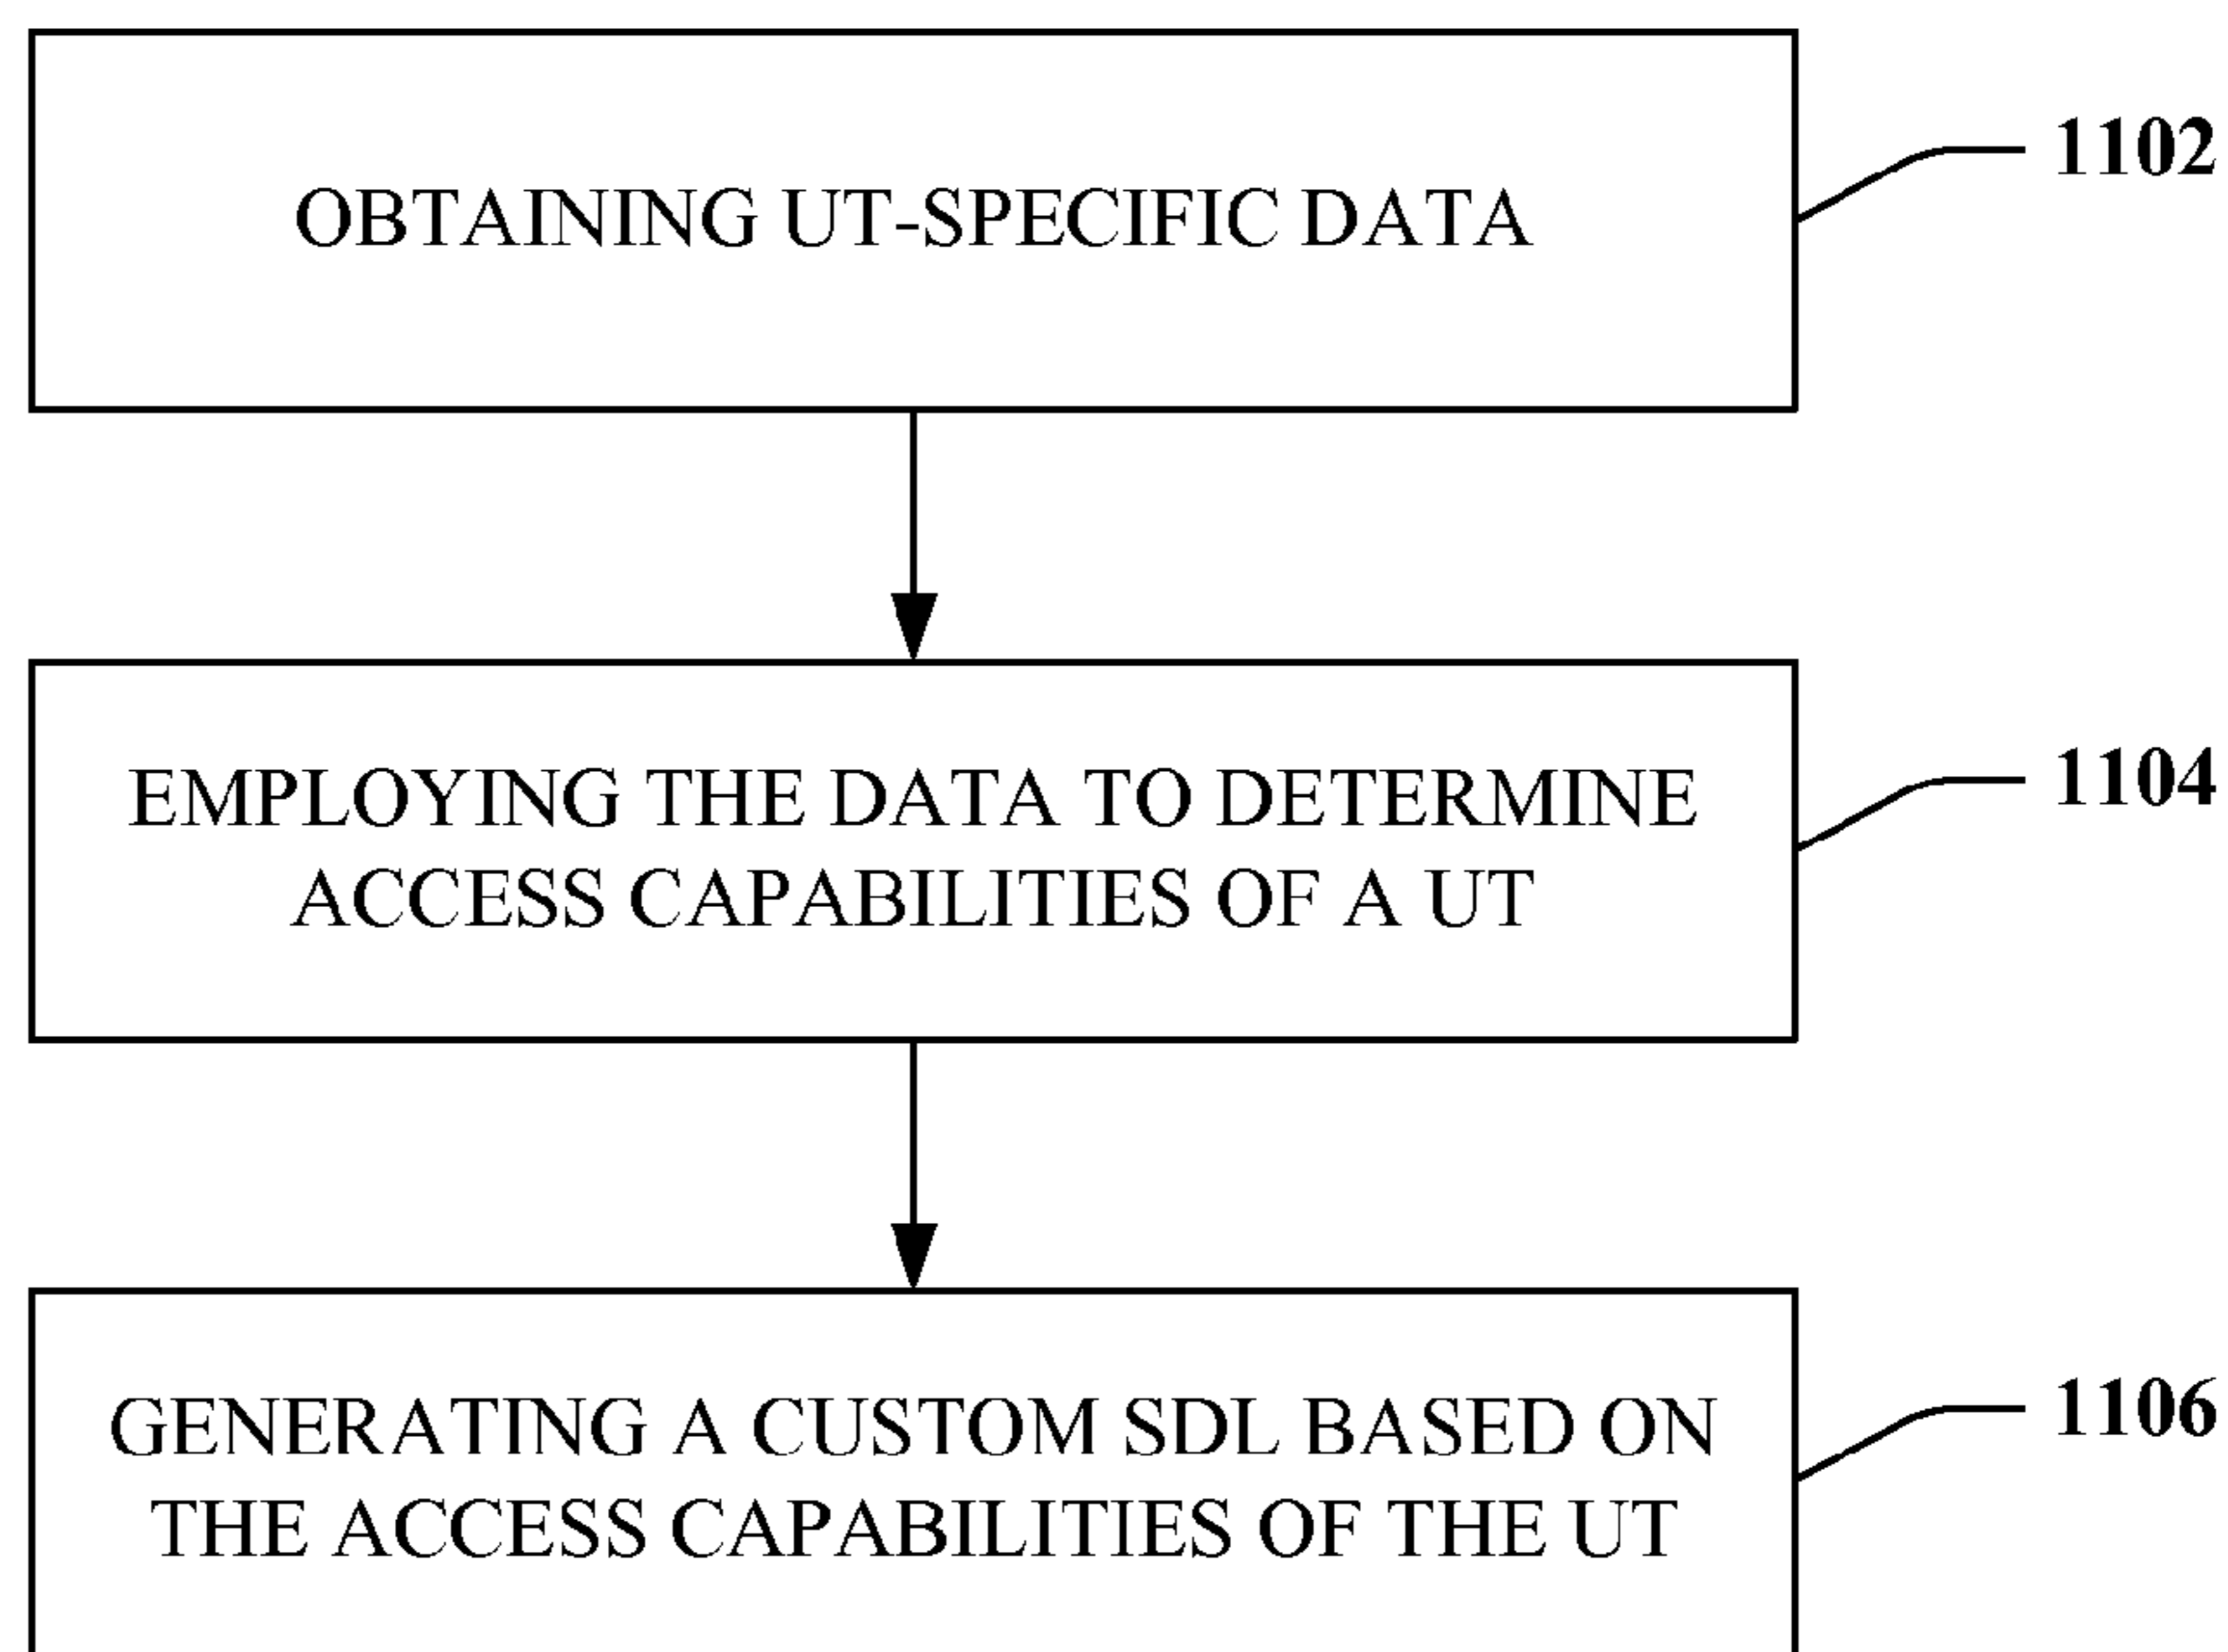 OBTAINING UT-SPECIFIC DATA
1102
EMPLOYING THE DATA TO DETERMINE
ACCESS CAPABILITIES OF A UT
1104
GENERATING A CUSTOM SDL BASED ON
THE ACCESS CAPABILITIES OF THE UT
1106